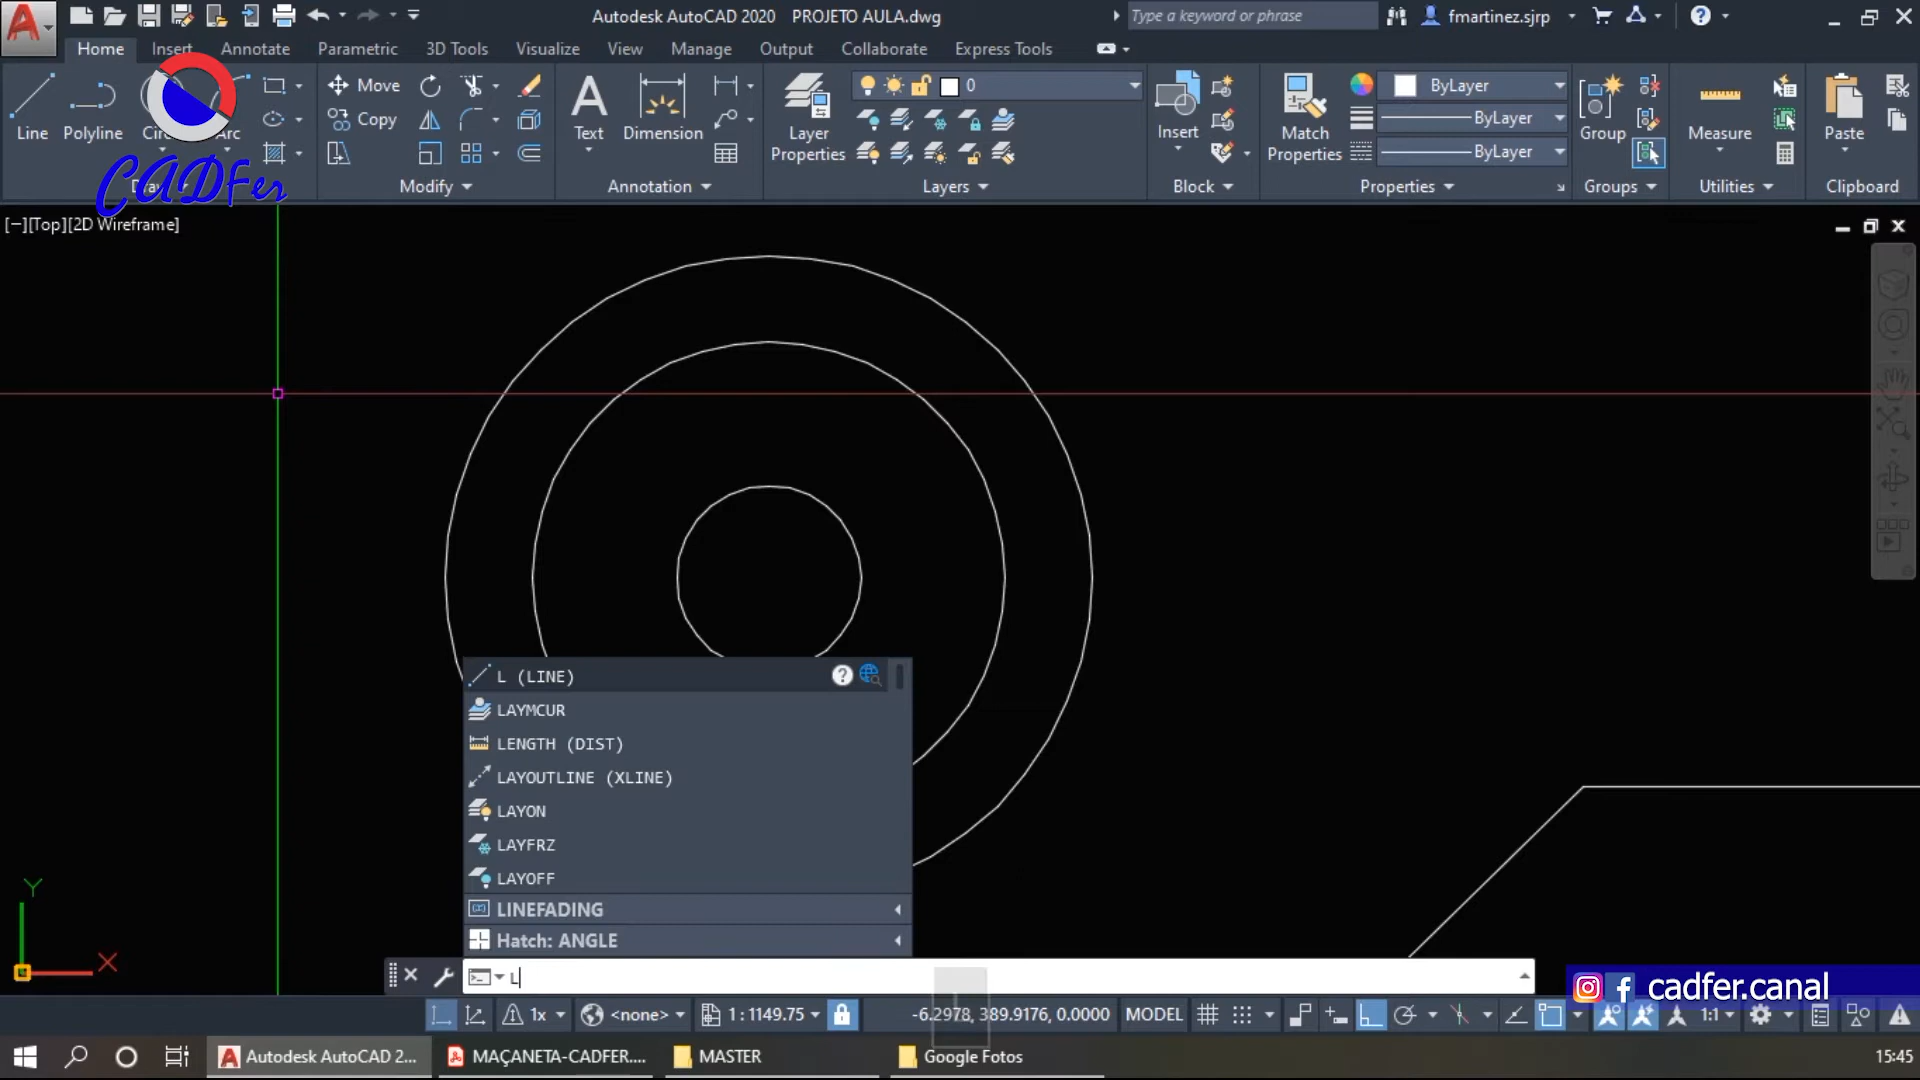 Autodesk AutoCAD 2020 PROJETO AULA.dwg
Type a keyword or phrase
fmartinez.sjrp
Home Insert Annotate Parametric 3D Tools Visualize View Manage Output Collaborate Express Tools
Line
Polyline
Arc
Move
Copy
Modify
Text
Dimension
Annotation
Layer
Properties
0
Layers
Insert
Block
Match
Properties
ByLayer
ByLayer
ByLayer
Properties
Group
Groups
Measure
Utilities
Paste
Clipboard
CADFer
[−][Top][2D Wireframe]
L (LINE)
LAYMCUR
LENGTH (DIST)
LAYOUTLINE (XLINE)
LAYON
LAYFRZ
LAYOFF
LINEFADING
Hatch: ANGLE
L
Y
X
cadfer.canal
1x
<none>
1 : 1149.75
-6.2978, 389.9176, 0.0000
MODEL
1:1
Autodesk AutoCAD 2...
MAÇANETA-CADFER....
MASTER
Google Fotos
15:45